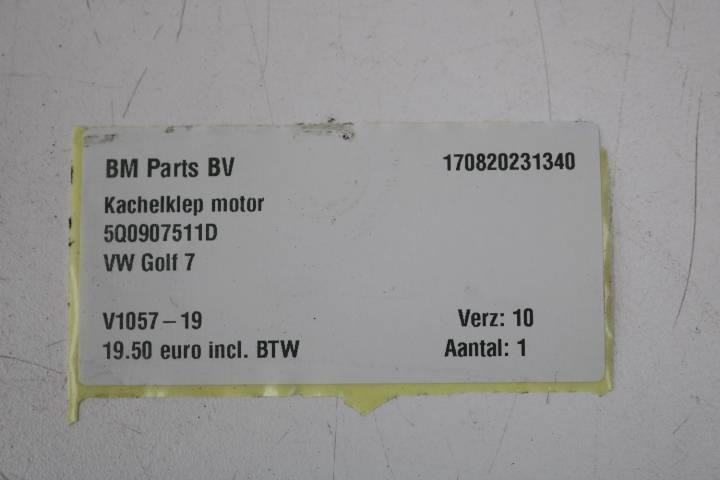 BM Parts BV 170820231340
Kachelklep motor
5Q0907511D
VW Golf 7
V1057-19 Verz: 10
19.50 euro incl. BTW Aantal: 1